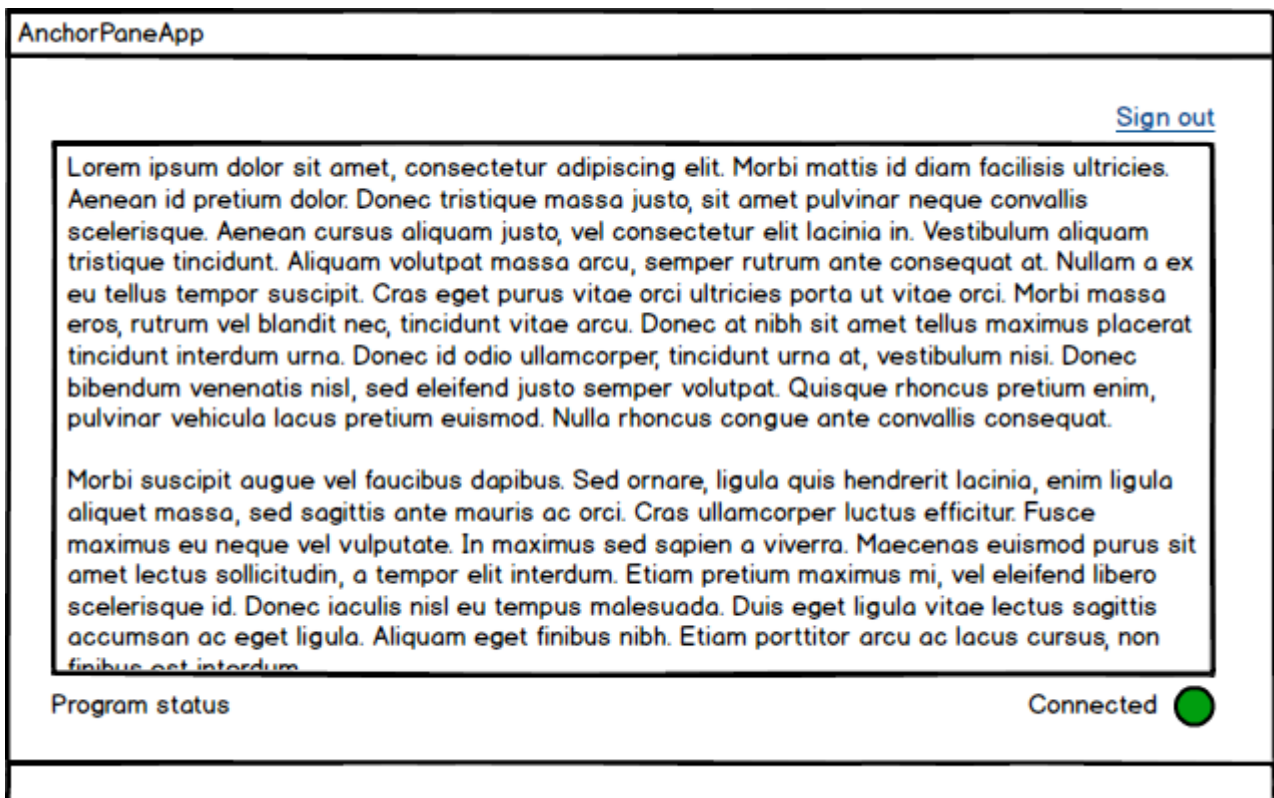 AnchorPaneApp
Sign out
Lorem ipsum dolor sit amet, consectetur adipiscing elit. Morbi mattis id diam facilisis ultricies.
Aenean id pretium dolor. Donec tristique massa justo, sit amet pulvinar neque convallis
scelerisque. Aenean cursus aliquam justo, vel consectetur elit lacinia in. Vestibulum aliquam
tristique tincidunt. Aliquam volutpat massa arcu, semper rutrum ante consequat at. Nullam a ex
eu tellus tempor suscipit. Cras eget purus vitae orci ultricies porta ut vitae orci. Morbi massa
eros, rutrum vel blandit nec, tincidunt vitae arcu. Donec at nibh sit amet tellus maximus placerat
tincidunt interdum urna. Donec id odio ullamcorper, tincidunt urna at, vestibulum nisi. Donec
bibendum venenatis nisl, sed eleifend justo semper volutpat. Quisque rhoncus pretium enim,
pulvinar vehicula lacus pretium euismod. Nulla rhoncus congue ante convallis consequat.
Morbi suscipit augue vel faucibus dapibus. Sed ornare, ligula quis hendrerit lacinia, enim ligula
aliquet massa, sed sagittis ante mauris ac orci. Cras ullamcorper luctus efficitur. Fusce
maximus eu neque vel vulputate. In maximus sed sapien a viverra. Maecenas euismod purus sit
amet lectus sollicitudin, a tempor elit interdum. Etiam pretium maximus mi, vel eleifend libero
scelerisque id. Donec iaculis nisl eu tempus malesuada. Duis eget ligula vitae lectus sagittis
accumsan ac eget ligula. Aliquam eget finibus nibh. Etiam porttitor arcu ac lacus cursus, non
finibus est interdum
Program status
Connected